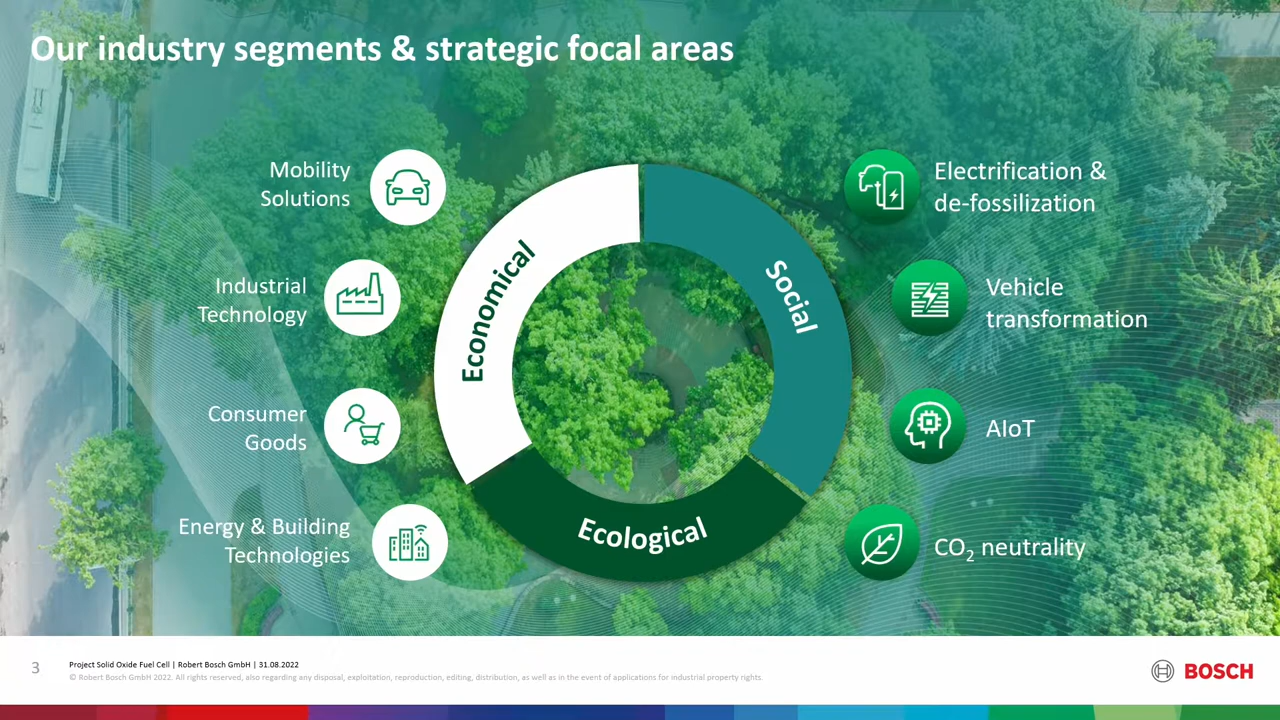 Our industry segments & strategic focal areas
Mobility
Solutions
Industrial
Technology
Consumer
Goods
Energy & Building
Technologies
Economical
Social
Ecological
Electrification &
de-fossilization
Vehicle
transformation
AIoT
CO₂ neutrality
3
Project Solid Oxide Fuel Cell | Robert Bosch GmbH | 31.08.2022
© Robert Bosch GmbH 2022. All rights reserved, also regarding any disposal, exploitation, reproduction, editing, distribution, as well as in the event of applications for industrial property rights.
BOSCH